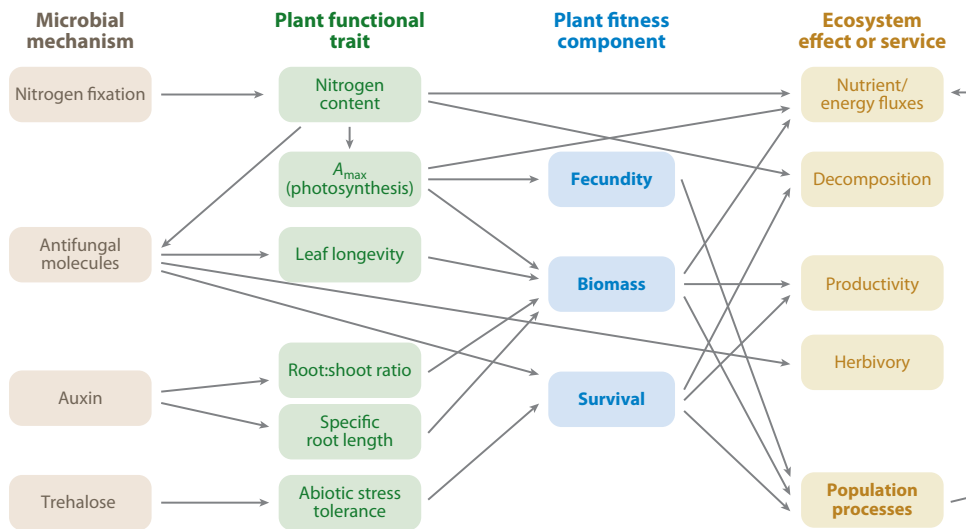 Microbial
mechanism
Plant functional
trait
Plant fitness
component
Ecosystem
effect or service
Nitrogen fixation
Nitrogen
content
Nutrient/
energy fluxes
Amax
(photosynthesis)
Fecundity
Decomposition
Antifungal
molecules
Leaf longevity
Biomass
Productivity
Root:shoot ratio
Herbivory
Auxin
Survival
Specific
root length
Trehalose
Abiotic stress
tolerance
Population
processes